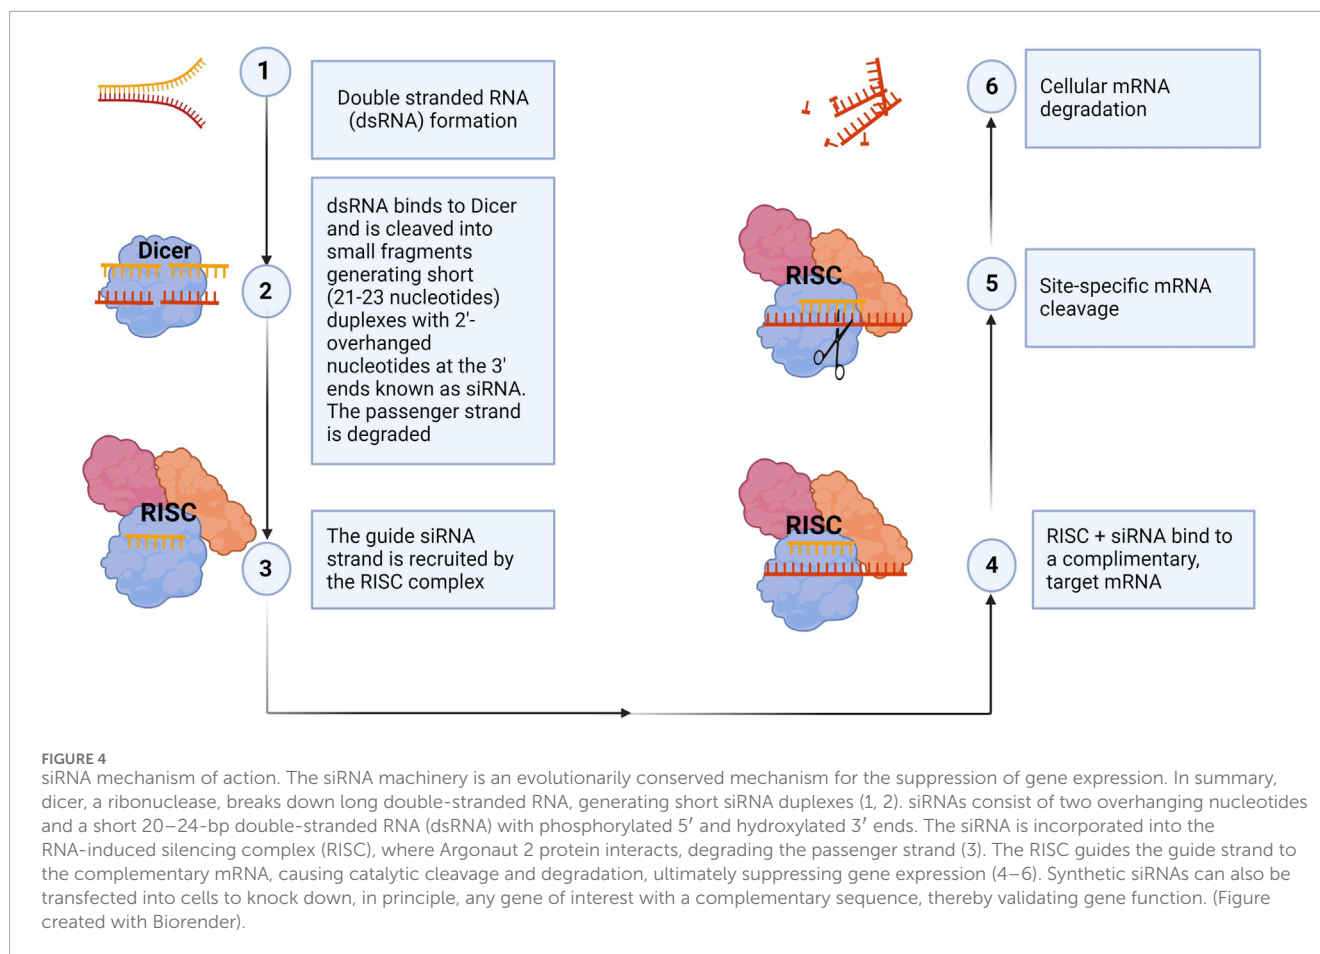 1
Double stranded RNA
(dsRNA) formation
Dicer
2
dsRNA binds to Dicer
and is cleaved into
small fragments
generating short
(21-23 nucleotides)
duplexes with 2'-
overhanged
nucleotides at the 3'
ends known as siRNA.
The passenger strand
is degraded
RISC
3
The guide siRNA
strand is recruited by
the RISC complex
RISC
4
RISC + siRNA bind to
a complimentary,
target mRNA
RISC
5
Site-specific mRNA
cleavage
6
Cellular mRNA
degradation
FIGURE 4
siRNA mechanism of action. The siRNA machinery is an evolutionarily conserved mechanism for the suppression of gene expression. In summary,
dicer, a ribonuclease, breaks down long double-stranded RNA, generating short siRNA duplexes (1, 2). siRNAs consist of two overhanging nucleotides
and a short 20–24-bp double-stranded RNA (dsRNA) with phosphorylated 5′ and hydroxylated 3′ ends. The siRNA is incorporated into the
RNA-induced silencing complex (RISC), where Argonaut 2 protein interacts, degrading the passenger strand (3). The RISC guides the guide strand to
the complementary mRNA, causing catalytic cleavage and degradation, ultimately suppressing gene expression (4–6). Synthetic siRNAs can also be
transfected into cells to knock down, in principle, any gene of interest with a complementary sequence, thereby validating gene function. (Figure
created with Biorender).